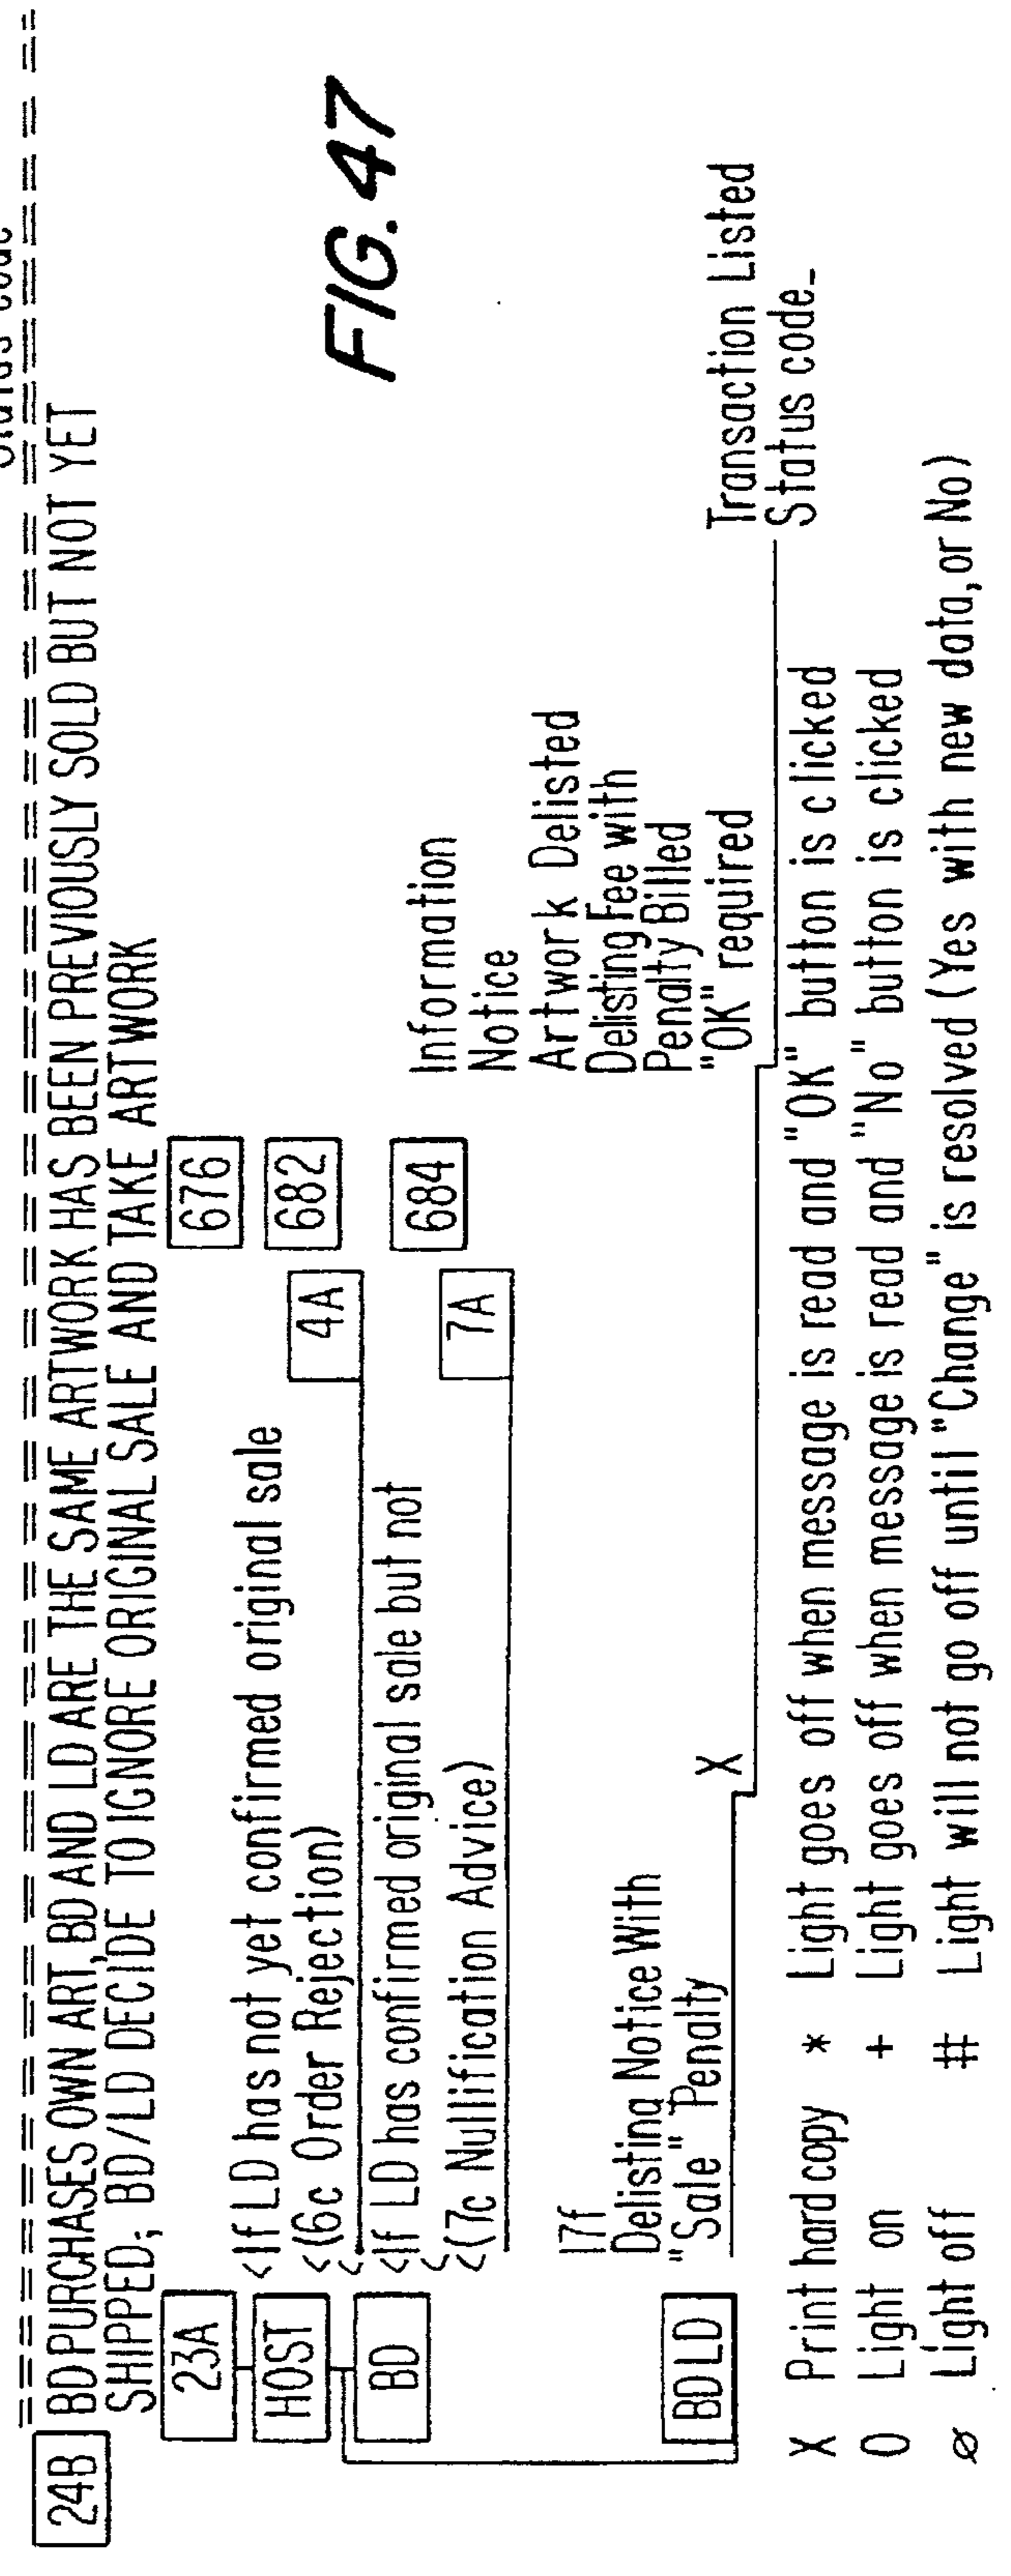 Status code
24B BD PURCHASES OWN ART, BD AND LD ARE THE SAME ARTWORK HAS BEEN PREVIOUSLY SOLD BUT NOT YET
SHIPPED; BD/LD DECIDE TO IGNORE ORIGINAL SALE AND TAKE ARTWORK
23A
676
HOST
<If LD has not yet confirmed original sale
682
<(6c Order Rejection)
4A
<
BD
<If LD has confirmed original sale but not
684
<
<(7c Nullification Advice)
7A
FIG. 47
Information
Notice
17f
Artwork Delisted
Delisting Notice With
Delisting Fee with
"Sale" Penalty
Penalty Billed
BD LD
X
"OK" required
Transaction Listed
Status code_
X Print hard copy * Light goes off when message is read and "OK" button is clicked
O Light on + Light goes off when message is read and "No" button is clicked
ø Light off # Light will not go off until "Change" is resolved (Yes with new data, or No)